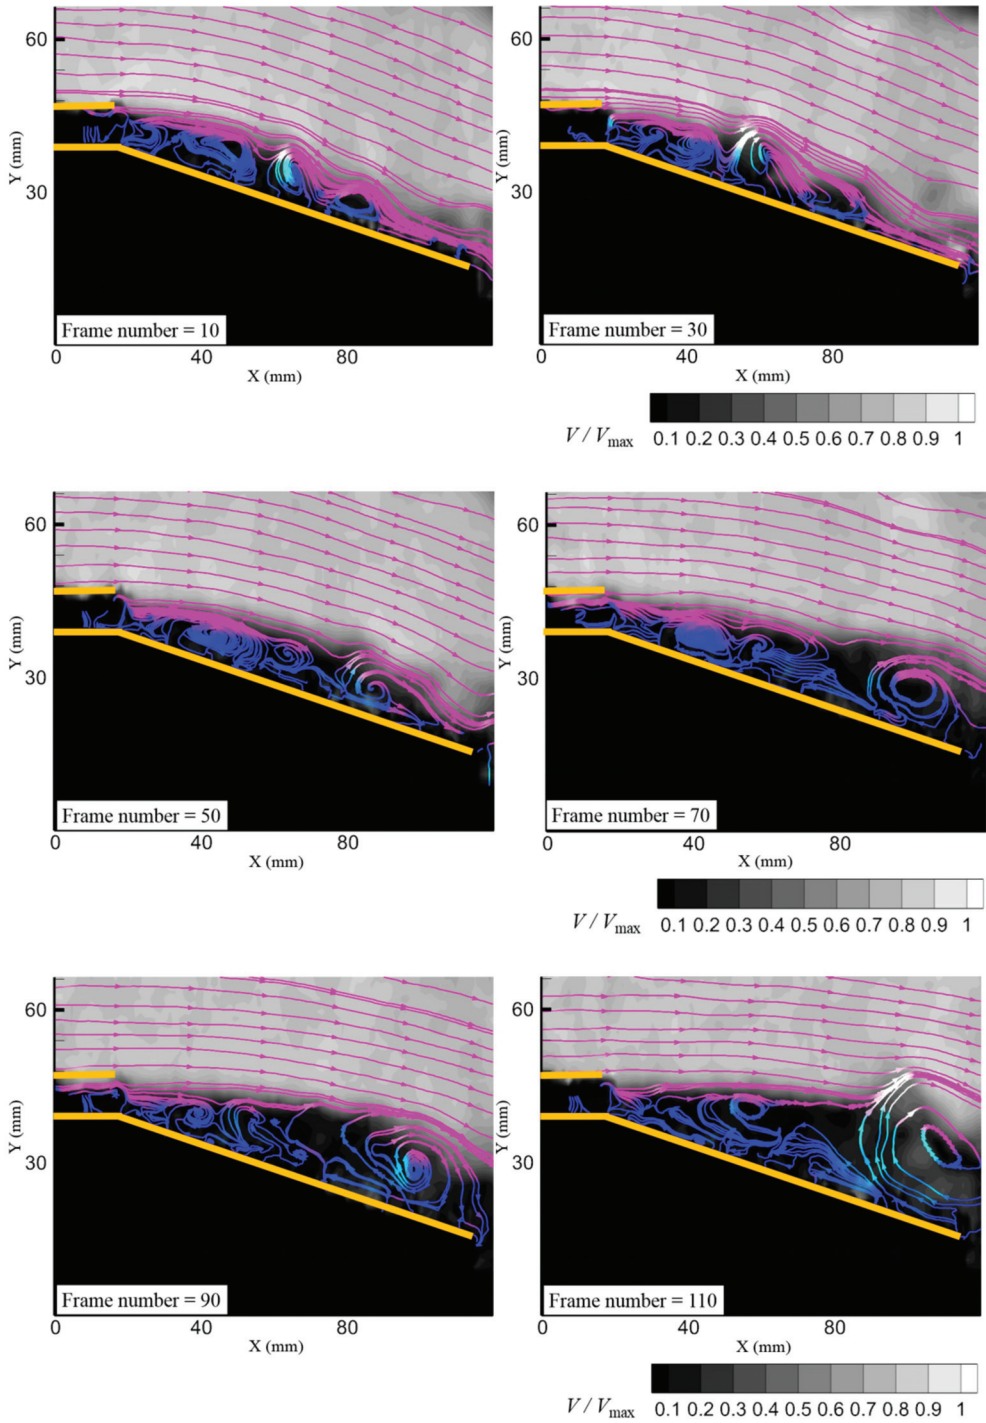 60
30
Y (mm)
Frame number = 10
0 40 80
X (mm)
60
30
Y (mm)
Frame number = 30
0 40 80
X (mm)
V / Vmax 0.1 0.2 0.3 0.4 0.5 0.6 0.7 0.8 0.9 1
60
30
Y (mm)
Frame number = 50
0 40 80
X (mm)
60
30
Y (mm)
Frame number = 70
0 40 80
X (mm)
V / Vmax 0.1 0.2 0.3 0.4 0.5 0.6 0.7 0.8 0.9 1
60
30
Y (mm)
Frame number = 90
0 40 80
X (mm)
60
30
Y (mm)
Frame number = 110
0 40 80
X (mm)
V / Vmax 0.1 0.2 0.3 0.4 0.5 0.6 0.7 0.8 0.9 1